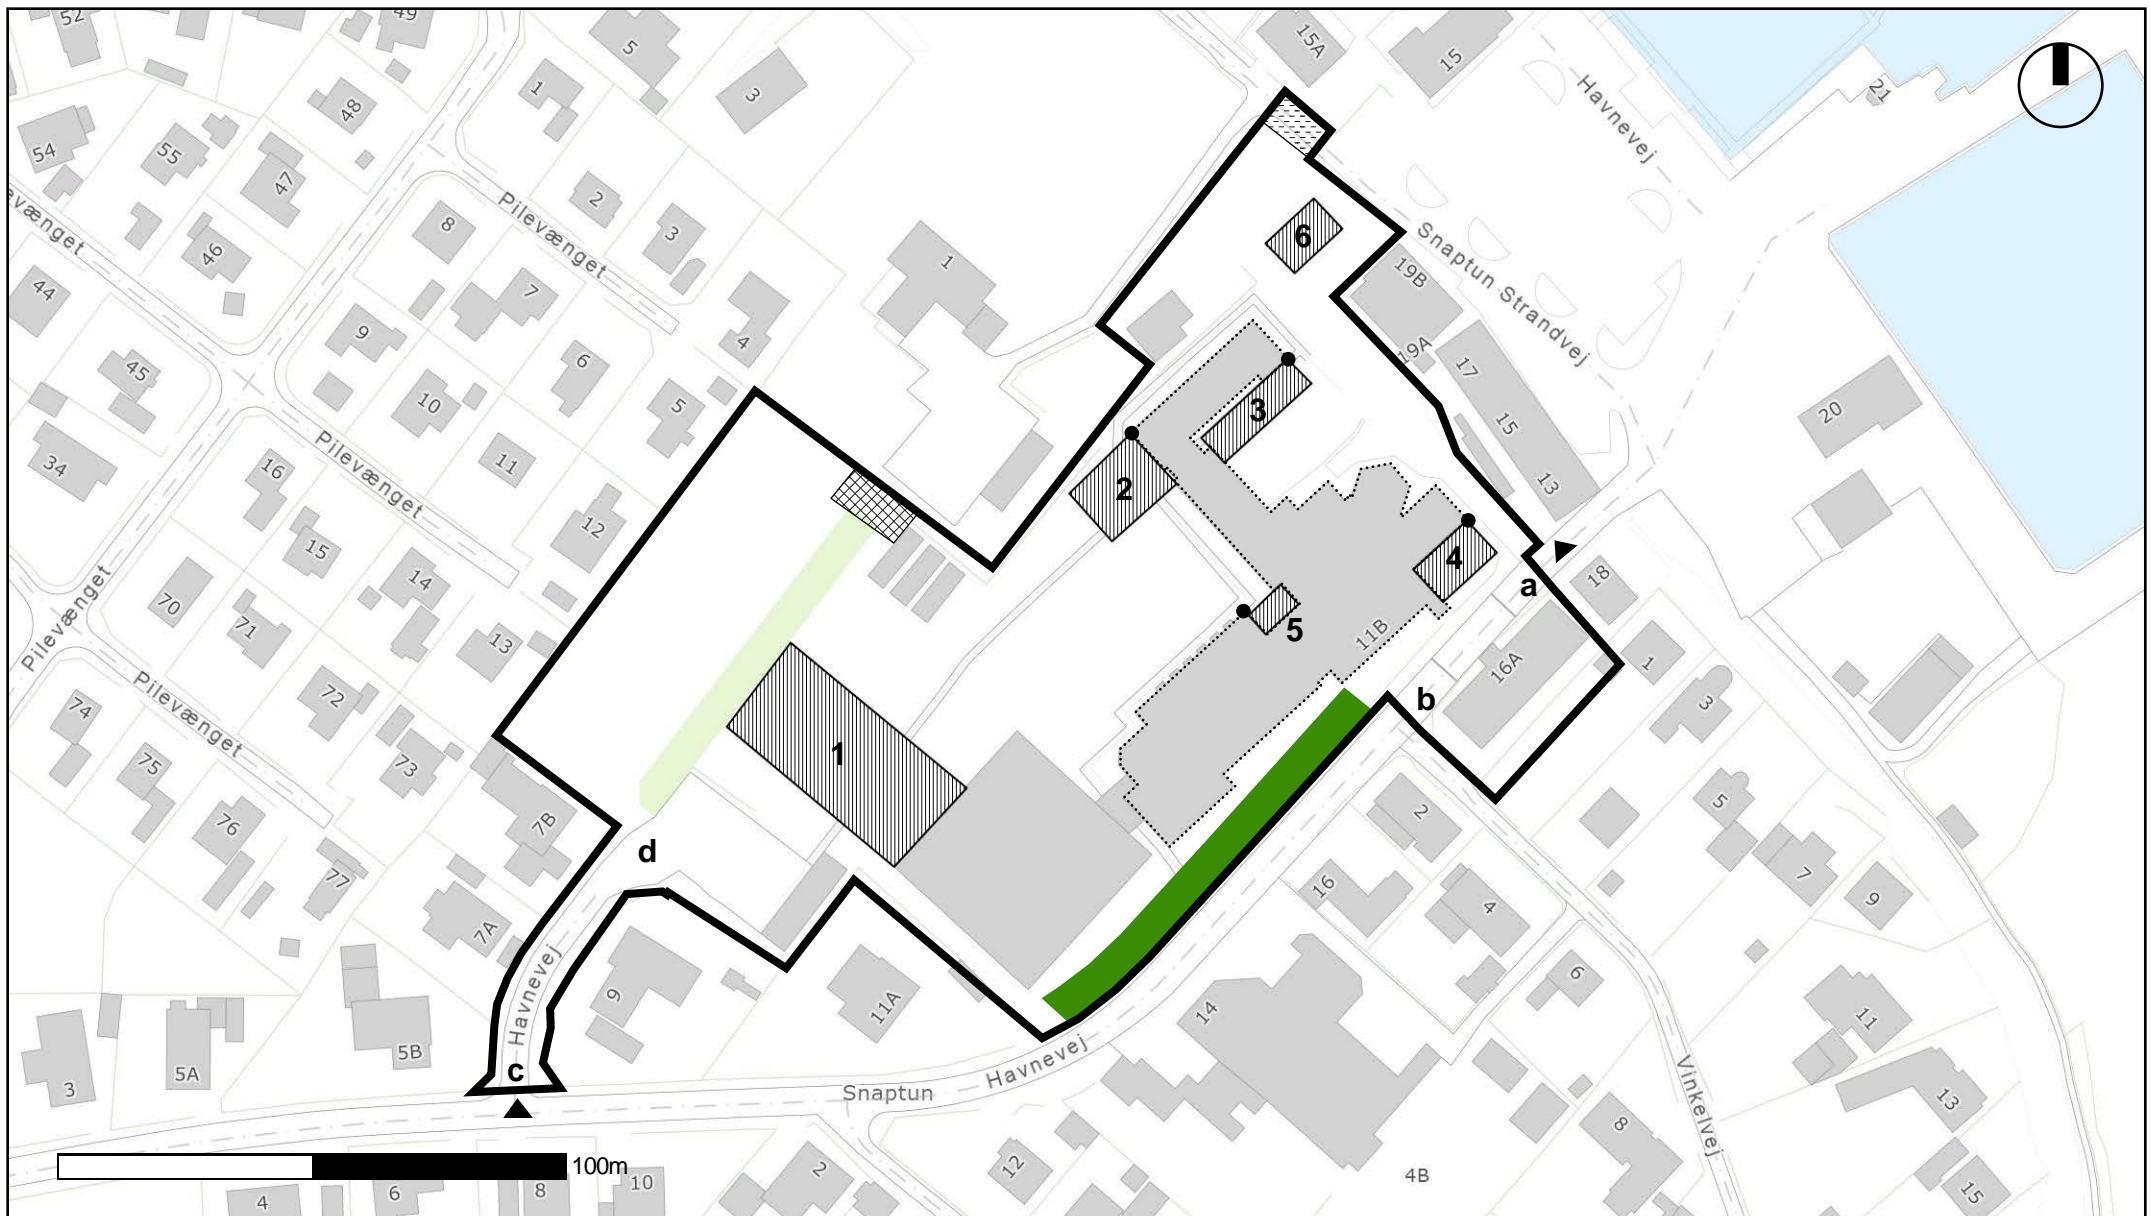 52
49
5
15A
15
Havnevej
21
1
3
48
54
55
47
2
3
8
Pilevænget
46
evænget
6
Snaptun Strandvej
1
19B
44
7
9
4
19A
17
45
6
10
5
3
15
20
34
16
Pilevænget
11
2
13
12
15
14
4
a
18
70
Pilevænget
71
13
5
11B
16A
1
72
b
3
74
Pilevænget
75
73
1
2
5
76
7B
d
16
7
77
4
9
7A
Havnevej
9
11A
14
6
11
5B
5A
3
c
Snaptun
Havnevej
Vinkelvej
13
8
100m
2
12
4B
15
4
6
8
10